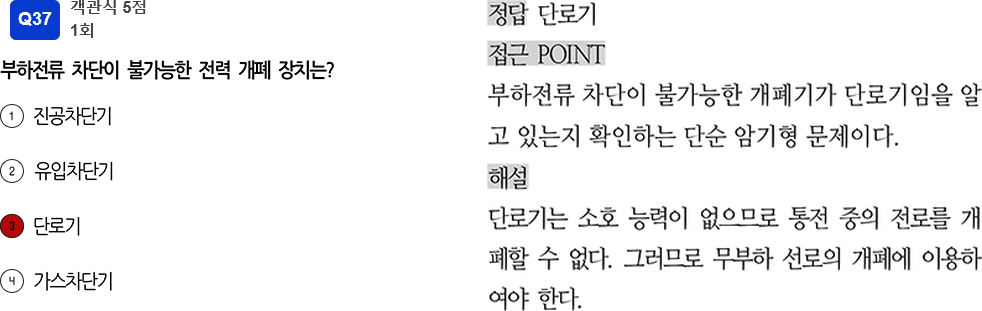 Q37
객관식 5점
1회
부하전류 차단이 불가능한 전력 개폐 장치는?
1 진공차단기
2 유입차단기
3 단로기
4 가스차단기
정답 단로기
접근 POINT
부하전류 차단이 불가능한 개폐기가 단로기임을 알
고 있는지 확인하는 단순 암기형 문제이다.
해설
단로기는 소호 능력이 없으므로 통전 중의 전로를 개
폐할 수 없다. 그러므로 무부하 선로의 개폐에 이용하
여야 한다.